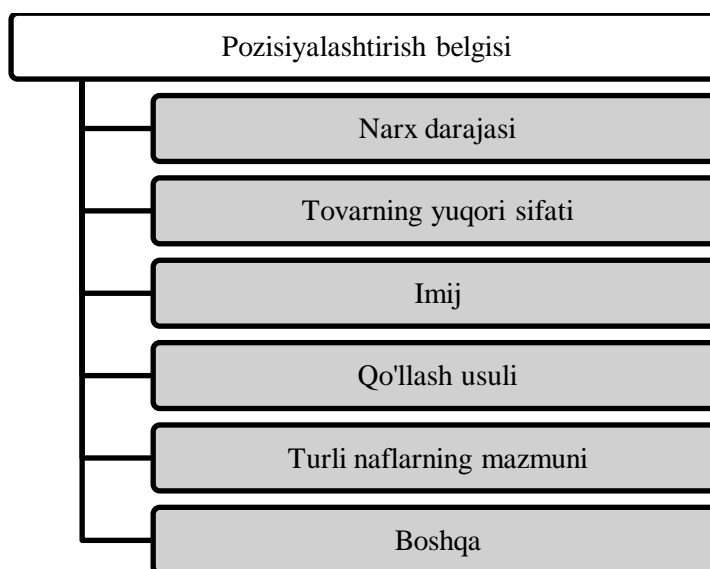 Pozisiyalashtirish belgisi
Narx darajasi
Tovarning yuqori sifati
Imij
Qo'llash usuli
Turli naflarning mazmuni
Boshqa